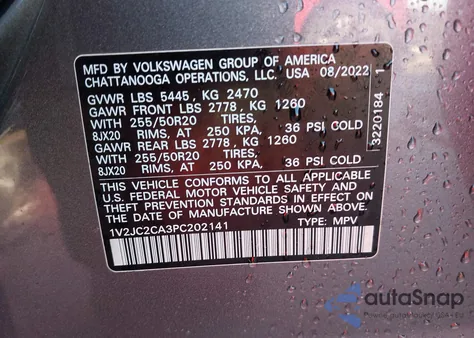 MFD BY VOLKSWAGEN GROUP OF AMERICA
CHATTANOOGA OPERATIONS, LLC. USA 08/2022
GVWR LBS 5445, KG 2470
GAWR FRONT LBS 2778, KG 1260
WITH 255/50R20 TIRES,
8JX20 RIMS, AT 250 KPA, 36 PSI COLD
GAWR REAR LBS 2778, KG 1260
WITH 255/50R20 TIRES,
8JX20 RIMS, AT 250 KPA, 36 PSI COLD
THIS VEHICLE CONFORMS TO ALL APPLICABLE
U.S. FEDERAL MOTOR VEHICLE SAFETY AND
THEFT PREVENTION STANDARDS IN EFFECT ON
THE DATE OF MANUFACTURE SHOWN ABOVE.
1V2JC2CA3PC202141 TYPE: MPV
3220184 1
autoSnap